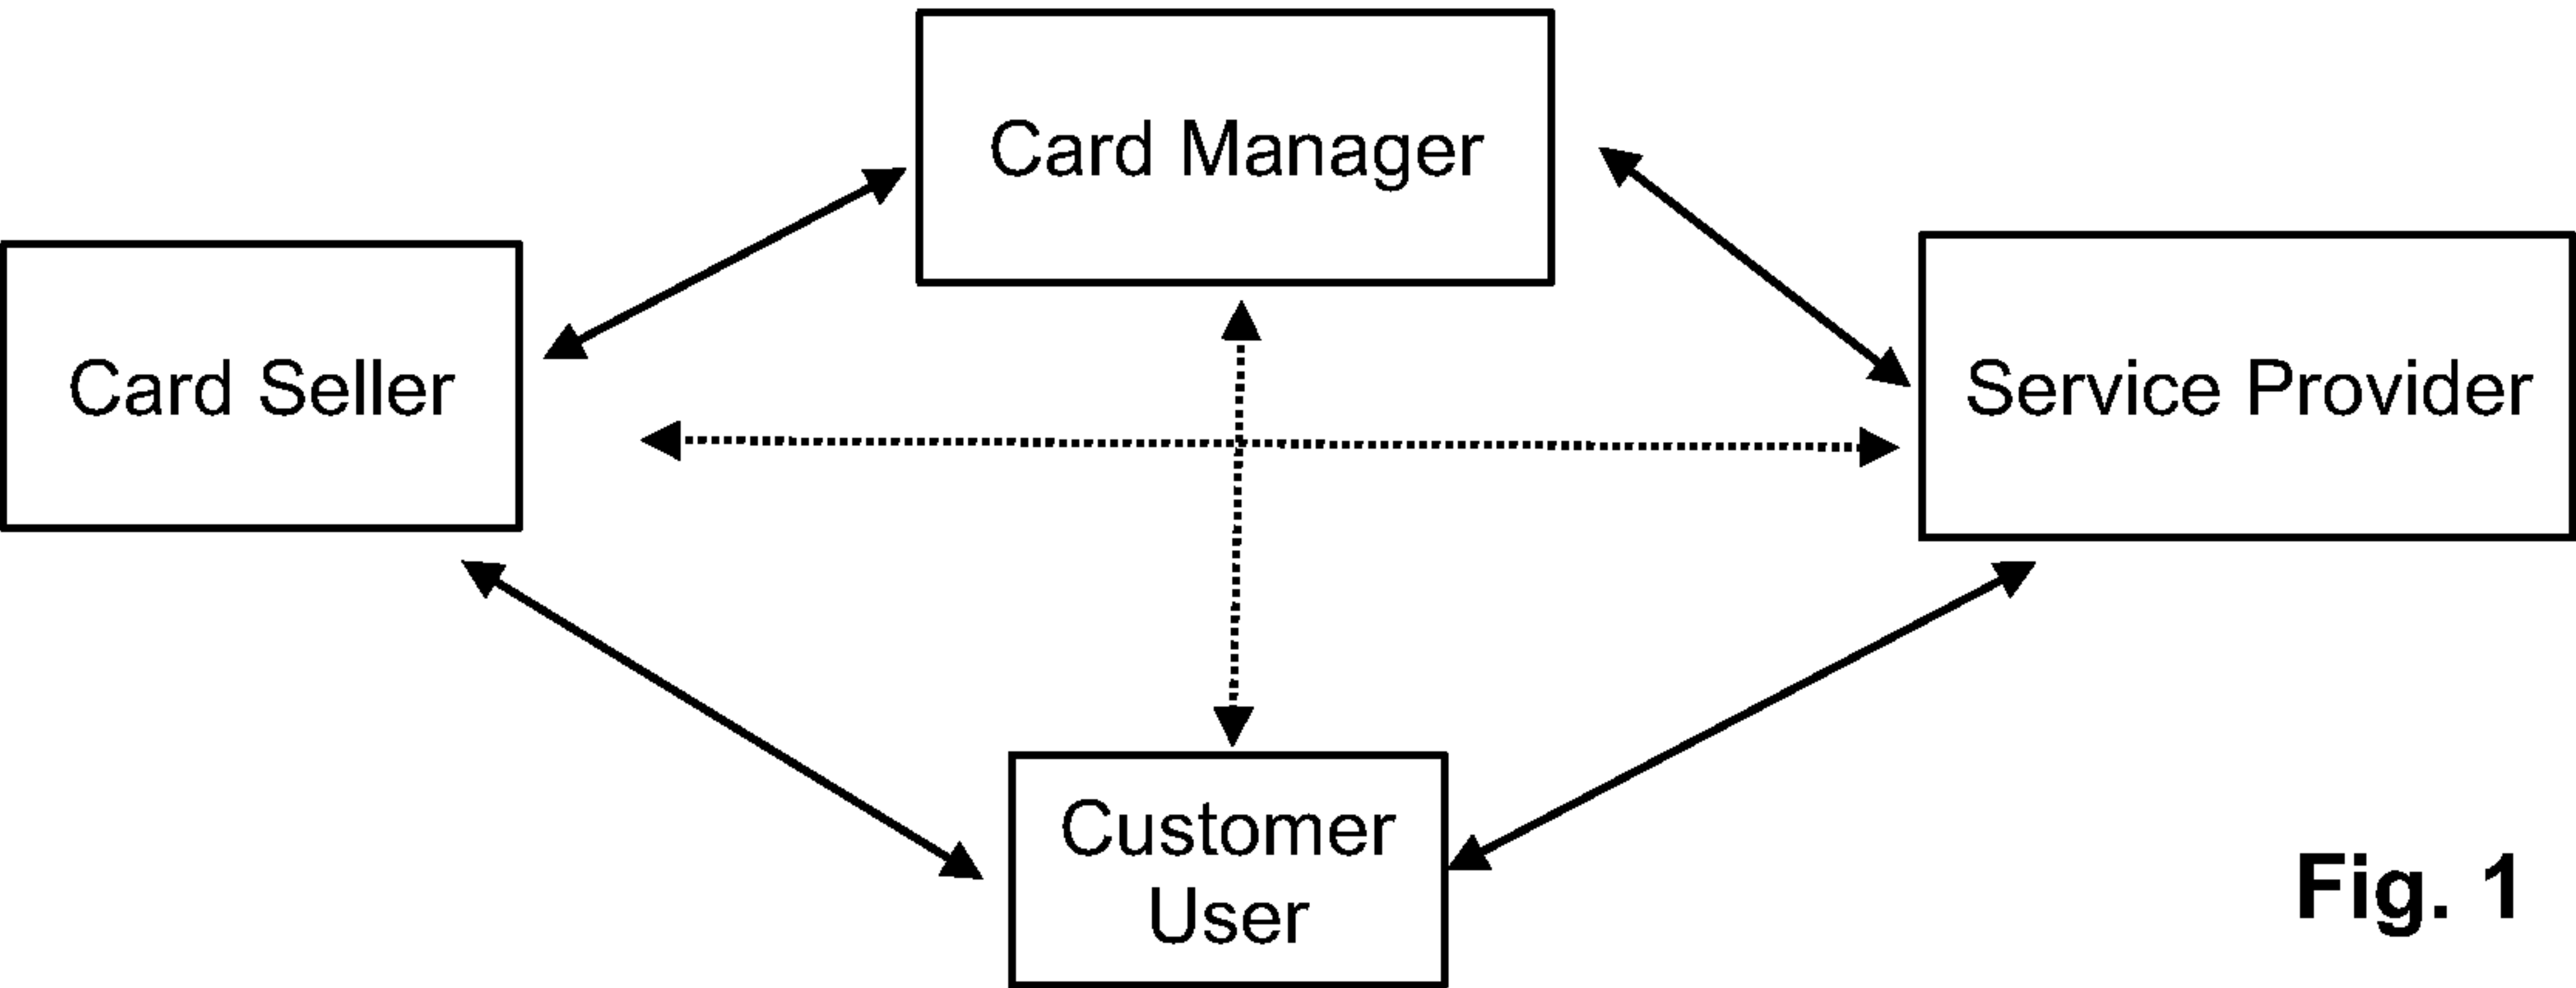 Card Manager
Card Seller
Service Provider
Customer
User
Fig. 1